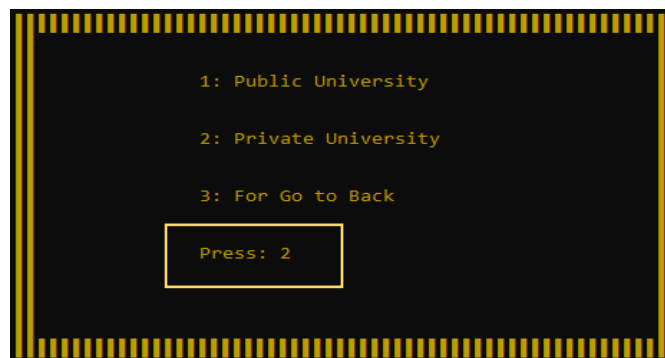 1: Public University
2: Private University
3: For Go to Back
Press: 2